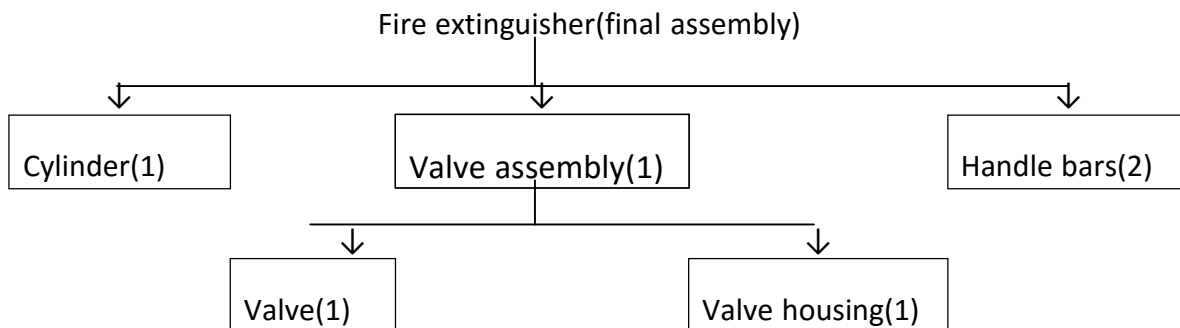 Fire extinguisher(final assembly)
Cylinder(1)
Valve assembly(1)
Handle bars(2)
Valve(1)
Valve housing(1)